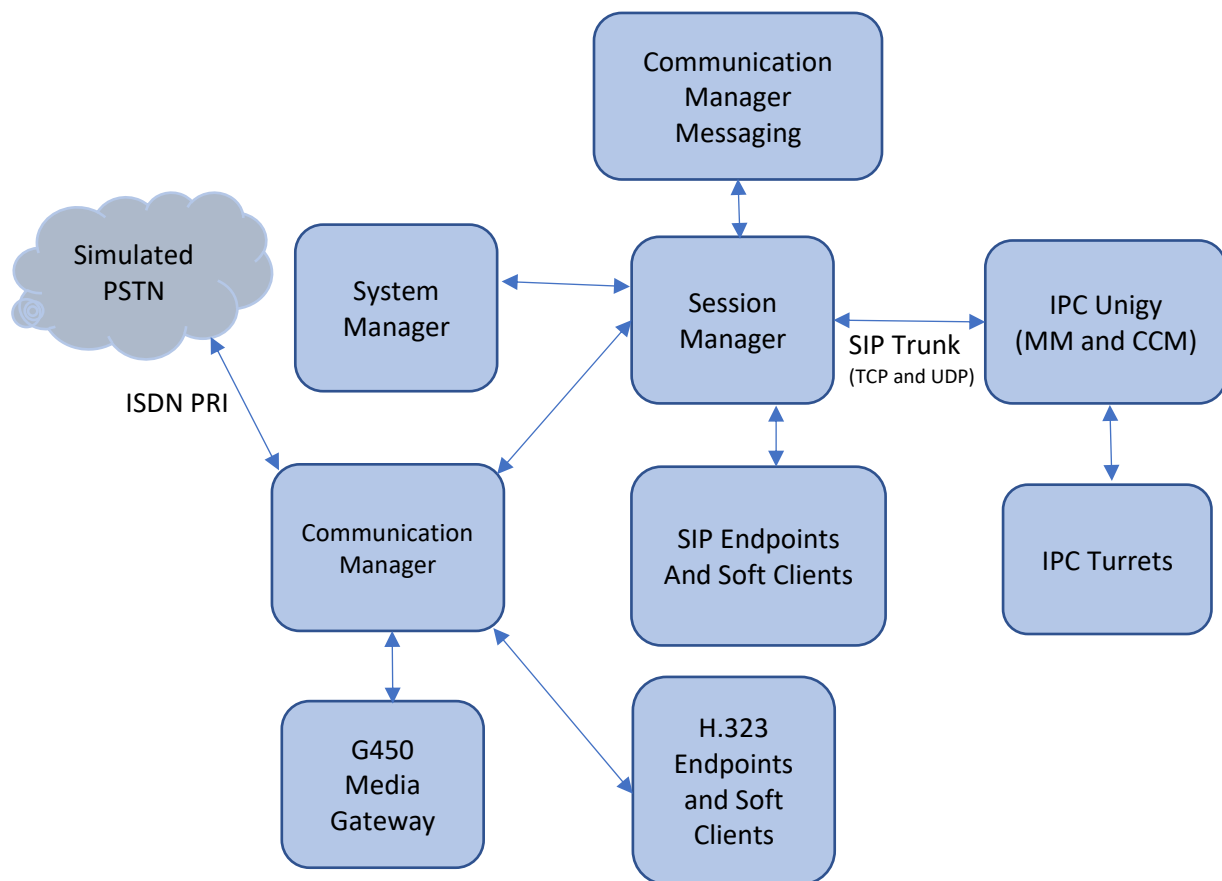 Communication
Manager
Messaging
Simulated
PSTN
System
Manager
Session
Manager
IPC Unigy
(MM and CCM)
SIP Trunk
(TCP and UDP)
ISDN PRI
Communication
Manager
SIP Endpoints
And Soft Clients
IPC Turrets
G450
Media
Gateway
H.323
Endpoints
and Soft
Clients